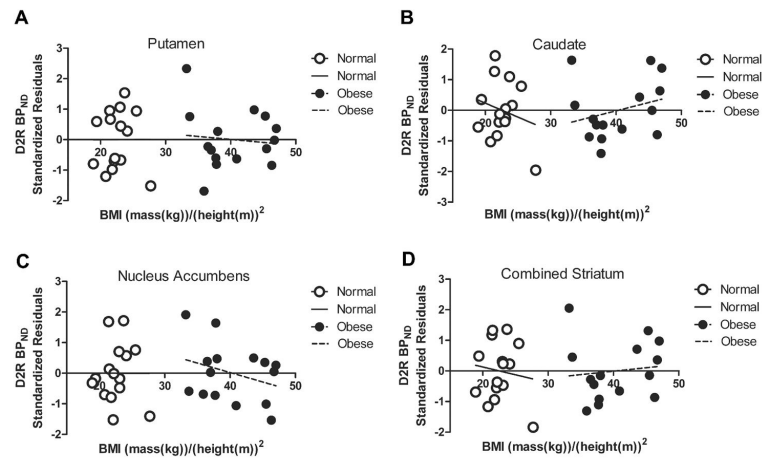 A
Putamen
D2R BPND
Standardized Residuals
3
2
1
0
-1
-2
20
30
40
50
BMI (mass(kg))/(height(m))2
Normal
Normal
Obese
Obese
B
Caudate
D2R BPND
Standardized Residuals
2
1
0
-1
-2
-3
20
30
40
50
BMI (mass(kg))/(height(m))2
Normal
Normal
Obese
Obese
C
Nucleus Accumbens
D2R BPND
Standardized Residuals
3
2
1
0
-1
-2
20
30
40
50
BMI (mass(kg))/(height(m))2
Normal
Normal
Obese
Obese
D
Combined Striatum
D2R BPND
Standardized Residuals
3
2
1
0
-1
-2
20
30
40
50
BMI (mass(kg))/(height(m))2
Normal
Normal
Obese
Obese